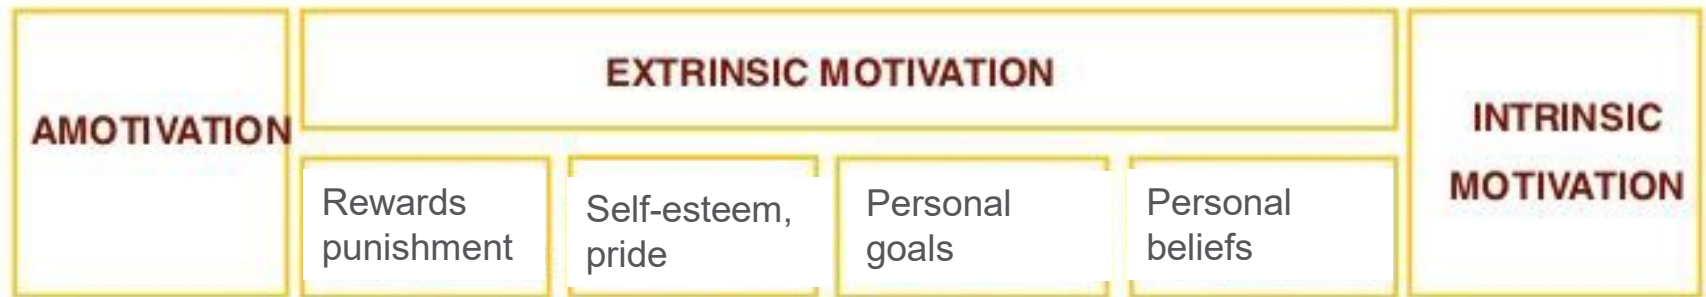 AMOTIVATION
EXTRINSIC MOTIVATION
Rewards
punishment
Self-esteem,
pride
Personal
goals
Personal
beliefs
INTRINSIC
MOTIVATION